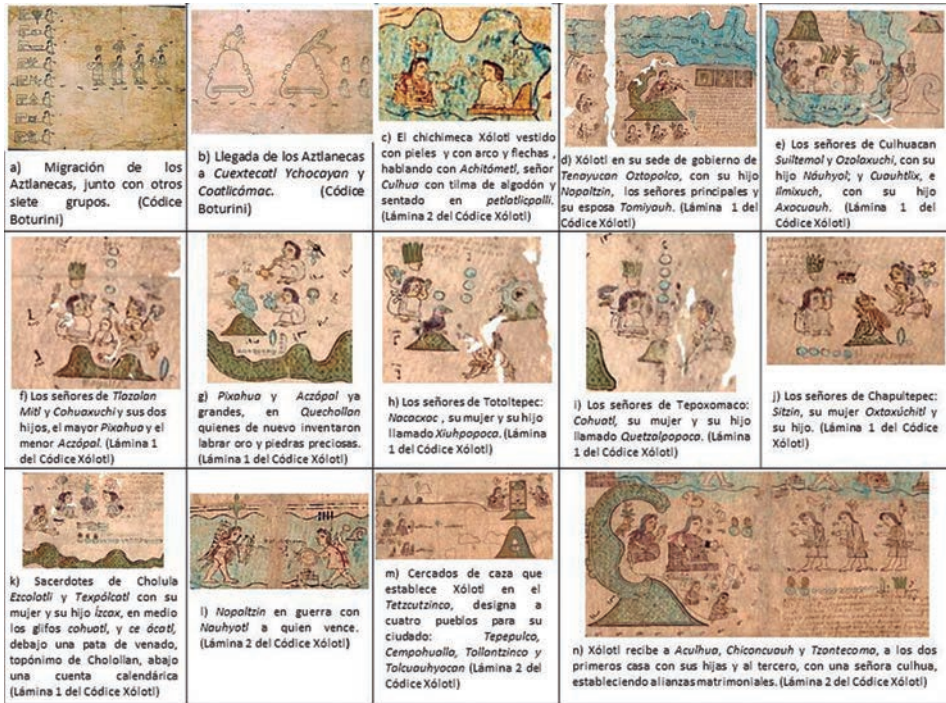 a) Migración de los
Aztlanecas, junto con otros
siete grupos. (Códice
Boturini)
b) Llegada de los Aztlanecas
a Cuextecatl Ychocayan y
Coatlicámac. (Códice
Boturini)
c) El chichimeca Xólotl vestido
con pieles y con arco y flechas ,
hablando con Achitómetl, señor
Culhua con tilma de algodón y
sentado en petlatlicpalli.
(Lámina 2 del Códice Xólotl)
d) Xólotl en su sede de gobierno de
Tenayucan Oztopolco, con su hijo
Nopaltzin, los señores principales y
su esposa Tomiyauh. (Lámina 1 del
Códice Xólotl)
e) Los señores de Culhuacan
Suiltemol y Ozolaxuchi, con su
hijo Náuhyol; y Cuauhtlix, e
Ilmixuch, con su hijo
Axocuauh. (Lámina 1 del
Códice Xólotl)
f) Los señores de Tlazalan
Mitl y Cohuaxuchi y sus dos
hijos, el mayor Pixahua y el
menor Aczópal. (Lámina 1
del Códice Xólotl)
g) Pixahua y Aczópal ya
grandes, en Quechollan
quienes de nuevo inventaron
labrar oro y piedras preciosas.
(Lámina 1 del Códice Xólotl)
h) Los señores de Totoltepec:
Nacacxoc , su mujer y su hijo
llamado Xiuhpopoca. (Lámina
1 del Códice Xólotl)
i) Los señores de Tepoxomaco:
Cohuatl, su mujer y su hijo
llamado Quetzalpopoca. (Lámina
1 del Códice Xólotl)
j) Los señores de Chapultepec:
Sitzin, su mujer Oxtaxúchitl y
su hijo. (Lámina 1 del Códice
Xólotl)
k) Sacerdotes de Cholula
Ezcolotli y Texpólcatl con su
mujer y su hijo Ízcax, en medio
los glifos cohuatl, y ce ácatl,
debajo una pata de venado,
topónimo de Cholollan, abajo
una cuenta calendárica
(Lámina 1 del Códice Xólotl)
l) Nopaltzin en guerra con
Nauhyotl a quien vence.
(Lámina 2 del Códice Xólotl)
m) Cercados de caza que
establece Xólotl en el
Tetzcutzinco, designa a
cuatro pueblos para su
ciudad: Tepepulco,
Cempohuallo, Tollantzinco y
Tolcuauhyocan (Lámina 2 del
Códice Xólotl)
n) Xólotl recibe a Aculhua, Chiconcuauh y Tzontecoma, a los dos
primeros casa con sus hijas y al tercero, con una señora culhua,
estableciendo alianzas matrimoniales. (Lámina 2 del Códice Xólotl)